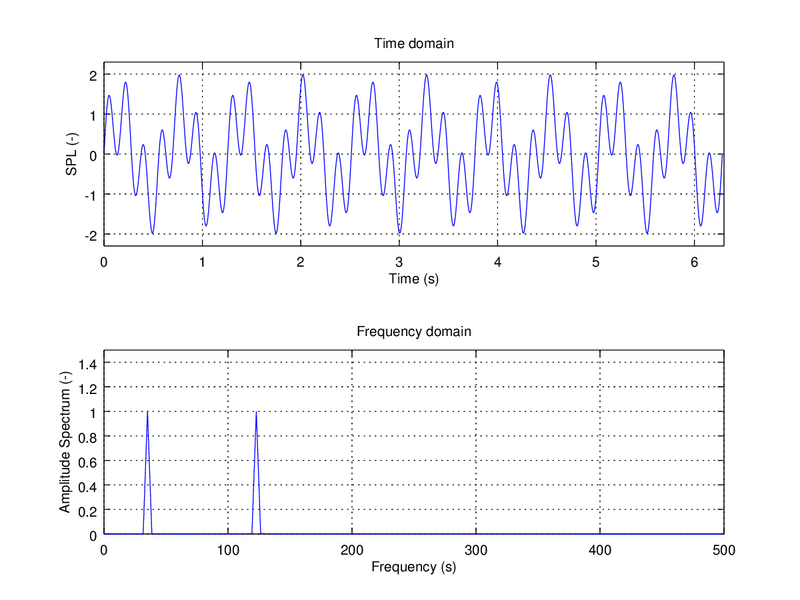 Time domain
2
1
0
-1
-2
SPL (-)
0 1 2 3 4 5 6
Time (s)
Frequency domain
1.4
1.2
1
0.8
0.6
0.4
0.2
0
Amplitude Spectrum (-)
0 100 200 300 400 500
Frequency (s)